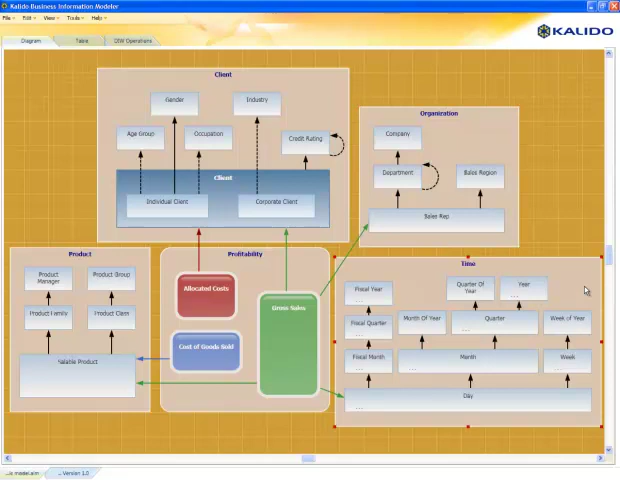 Kalido Business Information Modeler
File Edit View Tools Help
KALIDO
Diagram Table DIW Operations
Client
Gender Industry
Age Group Occupation Credit Rating
Client
Individual Client Corporate Client
Organization
Company
Department Sales Region
Sales Rep
Product
Product Manager Product Group
Product Family Product Class
Salable Product
Profitability
Allocated Costs
Gross Sales
Cost of Goods Sold
Time
Fiscal Year
Quarter Of Year
...
Year
...
Fiscal Quarter
...
Month Of Year
Quarter
...
Week of Year
Fiscal Month
...
Month
...
Week
...
Day
...
...Version 1.0